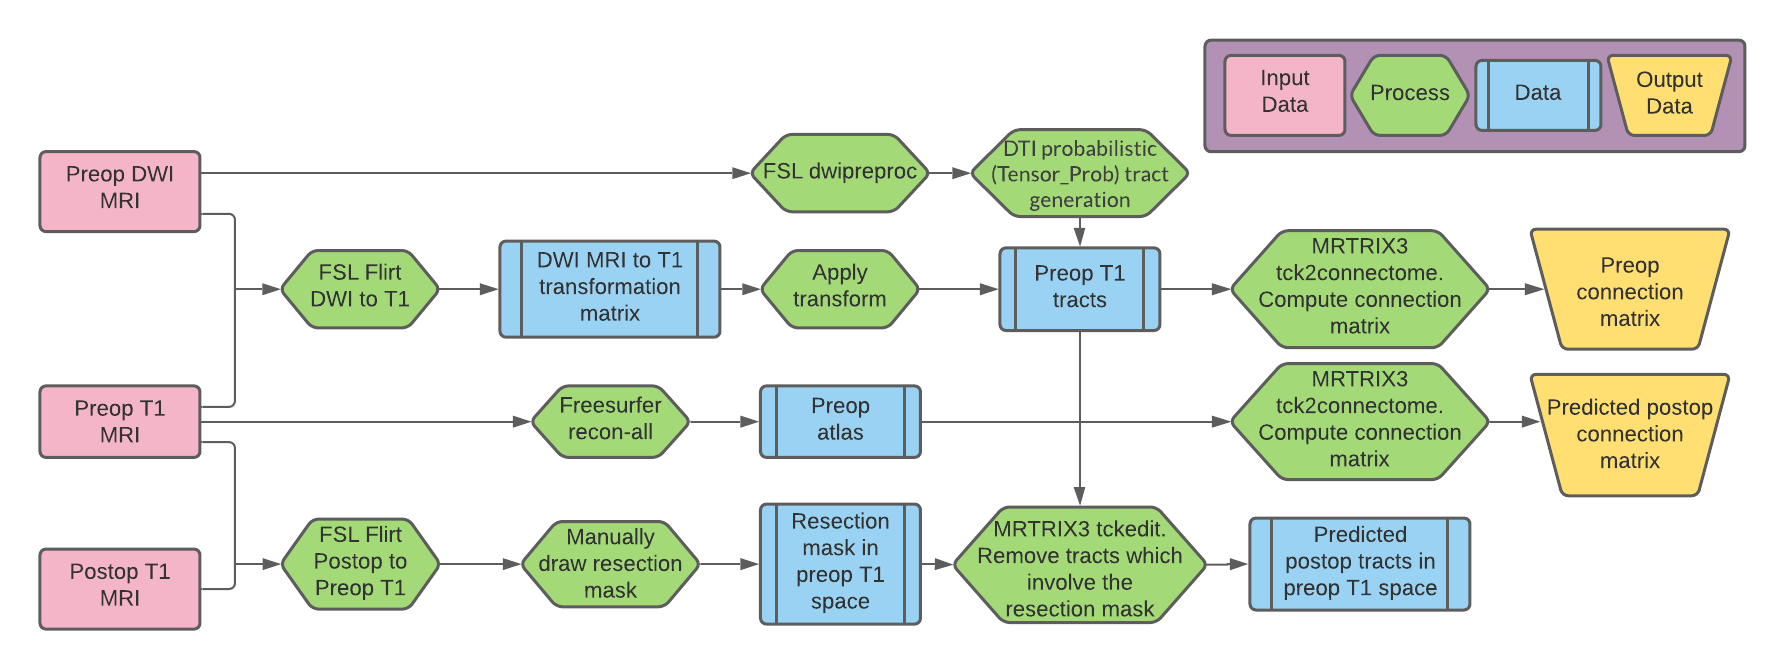 Input
Data
Process
Data
Output
Data
Preop DWI
MRI
FSL dwipreproc
DTI probabilistic
(Tensor_Prob) tract
generation
FSL Flirt
DWI to T1
DWI MRI to T1
transformation
matrix
Apply
transform
Preop T1
tracts
MRTRIX3
tck2connectome.
Compute connection
matrix
Preop
connection
matrix
Preop T1
MRI
Freesurfer
recon-all
Preop
atlas
MRTRIX3
tck2connectome.
Compute connection
matrix
Predicted postop
connection
matrix
Postop T1
MRI
FSL Flirt
Postop to
Preop T1
Manually
draw resection
mask
Resection
mask in
preop T1
space
MRTRIX3 tckedit.
Remove tracts which
involve the
resection mask
Predicted
postop tracts in
preop T1 space